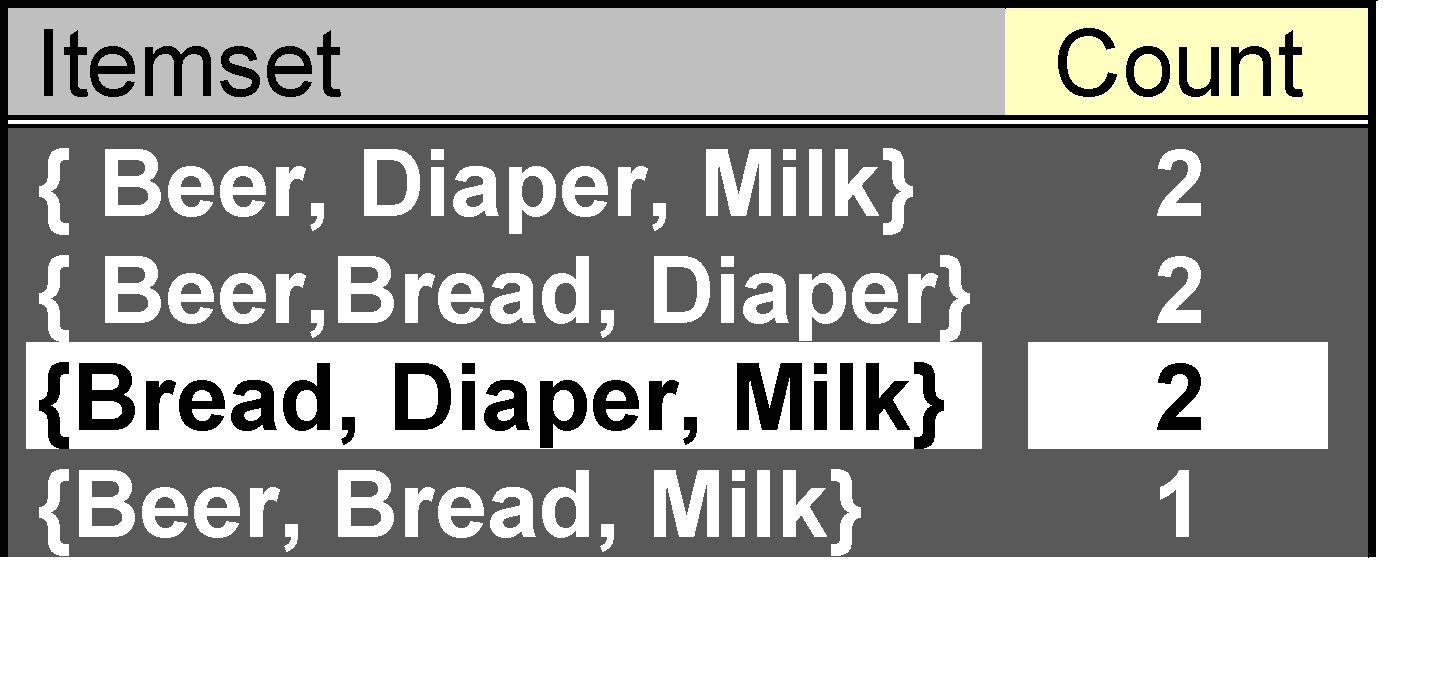 Itemset Count
{ Beer, Diaper, Milk} 2
{ Beer,Bread, Diaper} 2
{Bread, Diaper, Milk} 2
{Beer, Bread, Milk} 1